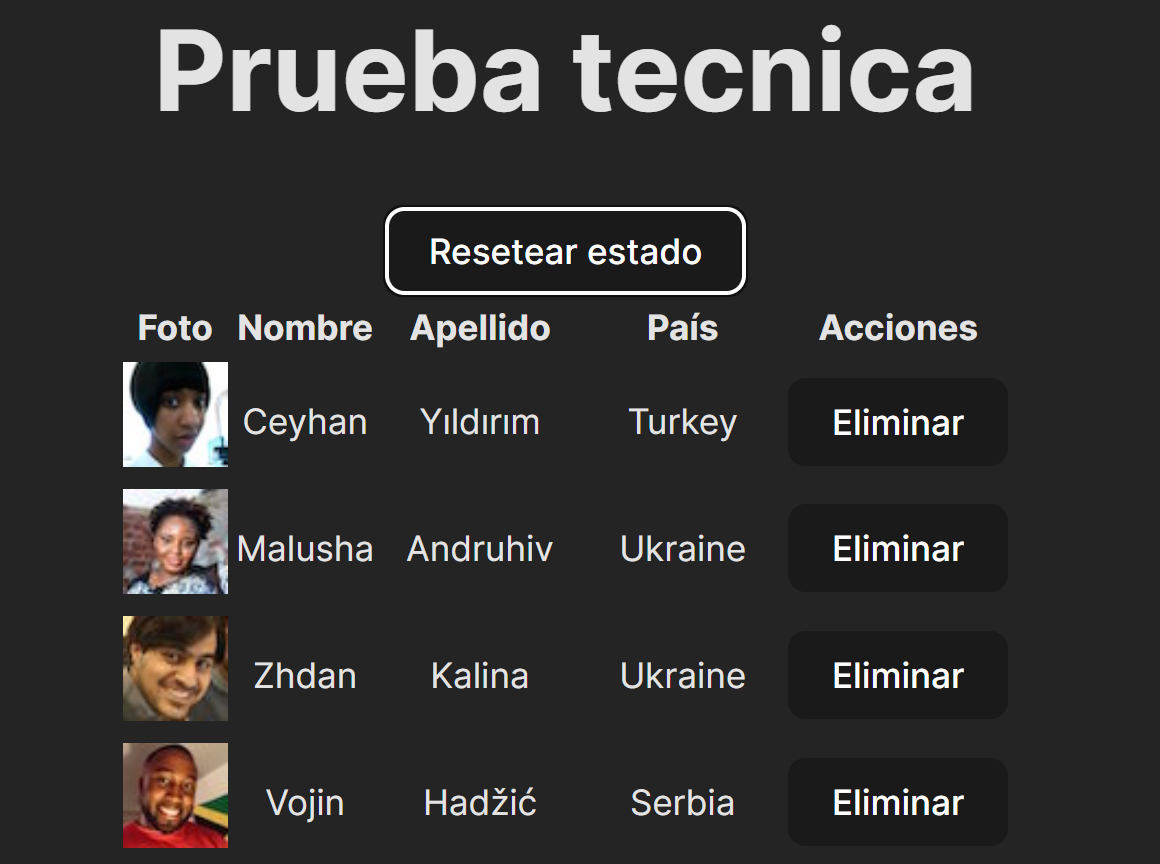 Prueba tecnica
Resetear estado
Foto Nombre Apellido País Acciones
Ceyhan Yıldırım Turkey Eliminar
Malusha Andruhiv Ukraine Eliminar
Zhdan Kalina Ukraine Eliminar
Vojin Hadžić Serbia Eliminar